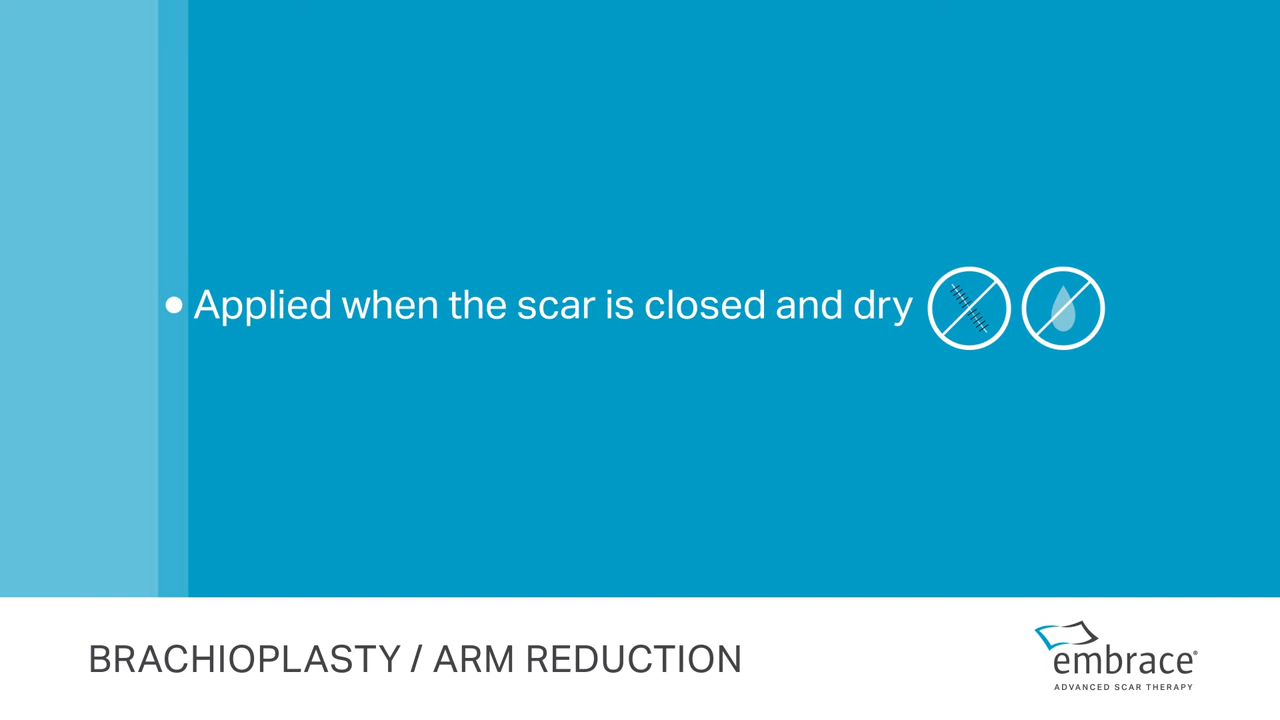 • Applied when the scar is closed and dry
BRACHIOPLASTY / ARM REDUCTION
embrace®
ADVANCED SCAR THERAPY